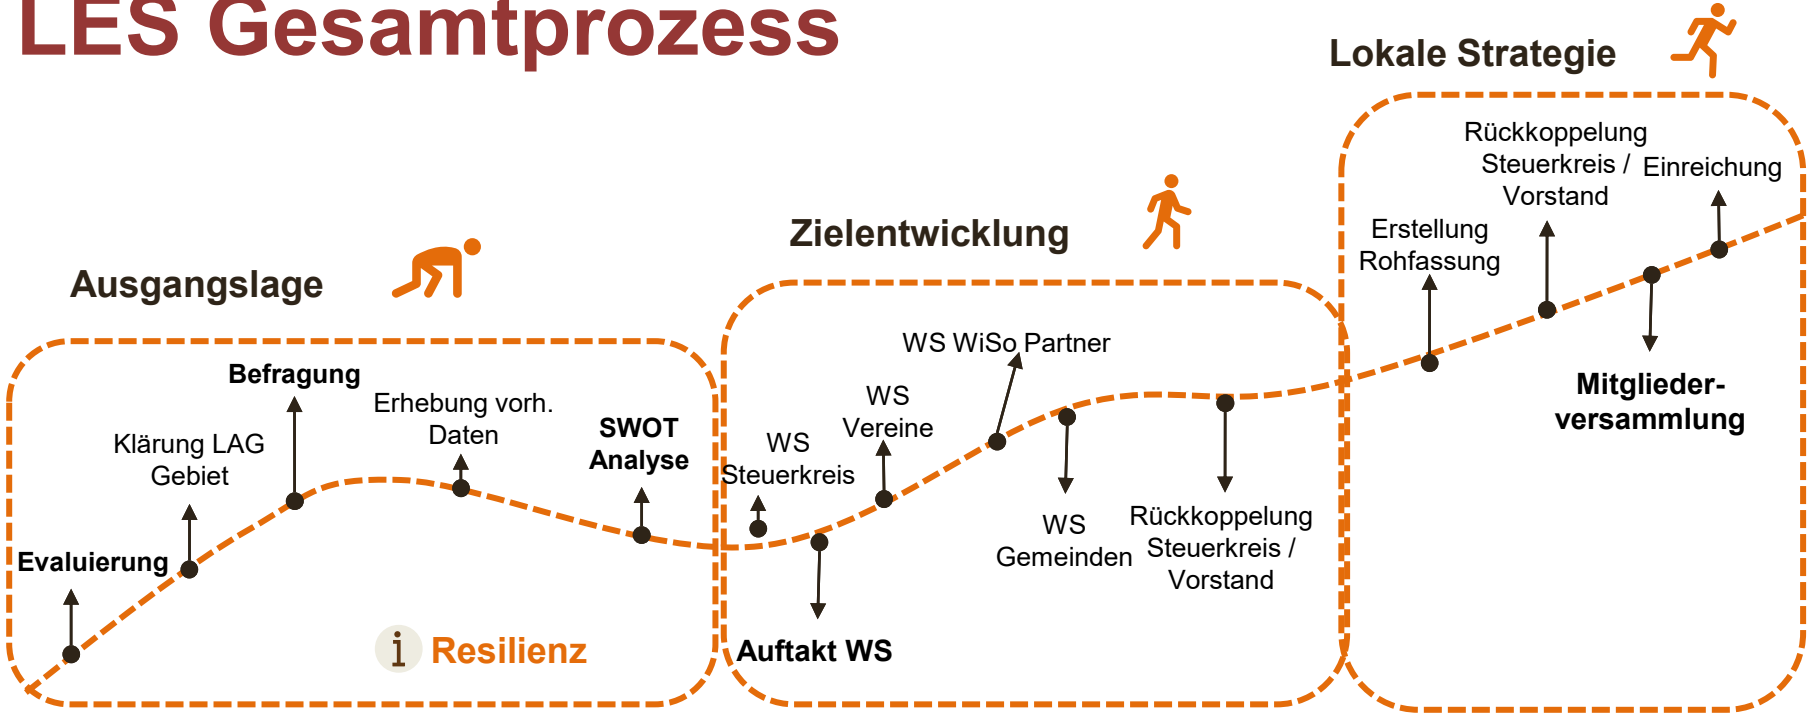 LES Gesamtprozess
Ausgangslage
Evaluierung
Klärung LAG
Gebiet
Befragung
Erhebung vorh.
Daten
SWOT
Analyse
i Resilienz
Zielentwicklung
WS
Steuerkreis
Auftakt WS
WS
Vereine
WS WiSo Partner
WS
Gemeinden
Rückkoppelung
Steuerkreis /
Vorstand
Lokale Strategie
Erstellung
Rohfassung
Rückkoppelung
Steuerkreis /
Vorstand
Mitglieder-
versammlung
Einreichung